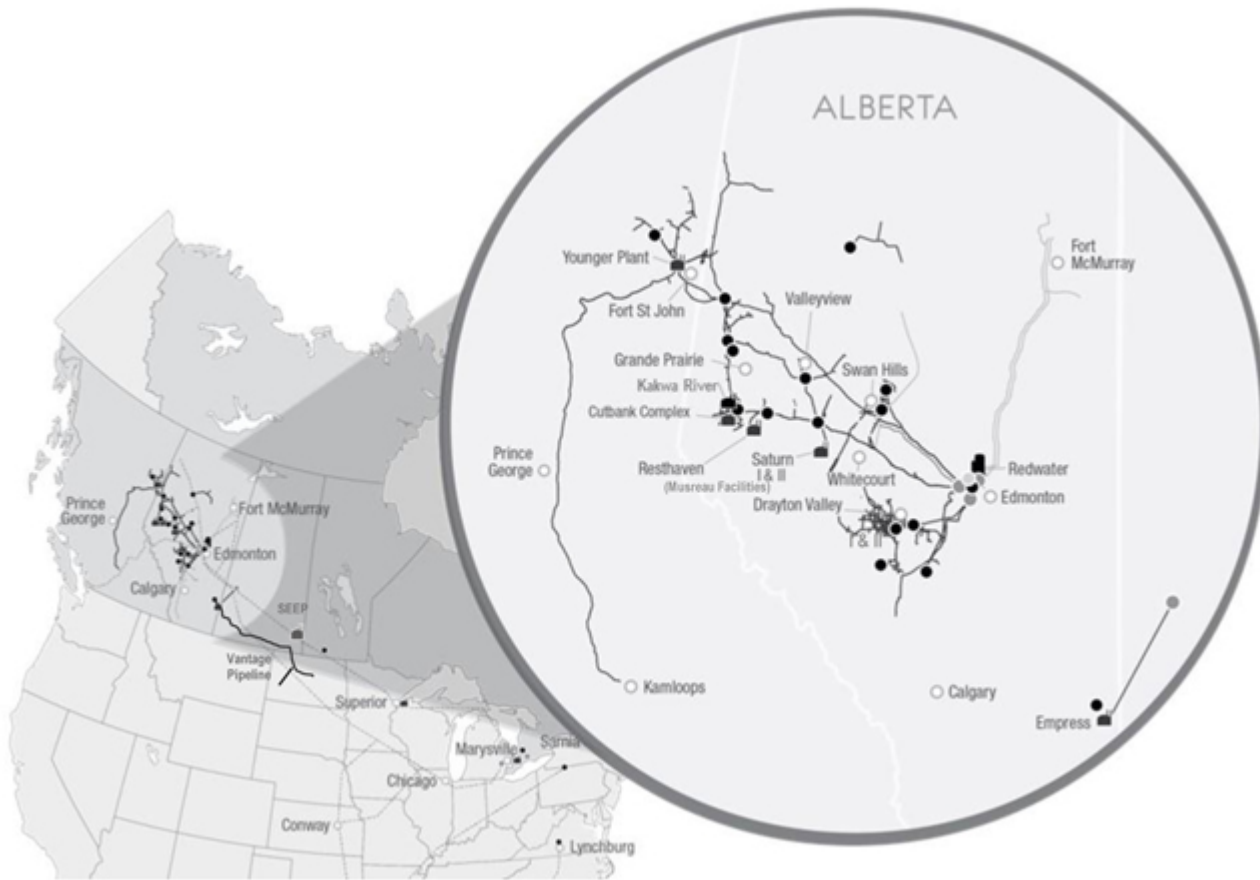 ALBERTA
Fort
McMurray
Younger Plant
Fort St John
Valleyview
Grande Prairie
Swan Hills
Kakwa River
Cutbank Complex
Prince
George
Resthaven
Saturn
I & II
(Musreau Facilities)
Whitecourt
Redwater
Edmonton
Drayton Valley
I & II
Kamloops
Calgary
Empress
Prince
George
Fort McMurray
Edmonton
Calgary
SEEP
Vantage
Pipeline
Superior
Marysville
Sarnia
Chicago
Conway
Lynchburg